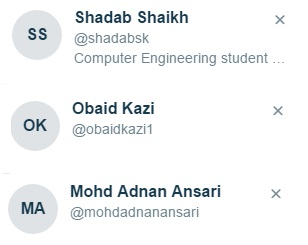 SS
Shadab Shaikh
@shadabsk
Computer Engineering student ...
OK
Obaid Kazi
@obaidkazi1
MA
Mohd Adnan Ansari
@mohdadnanansari